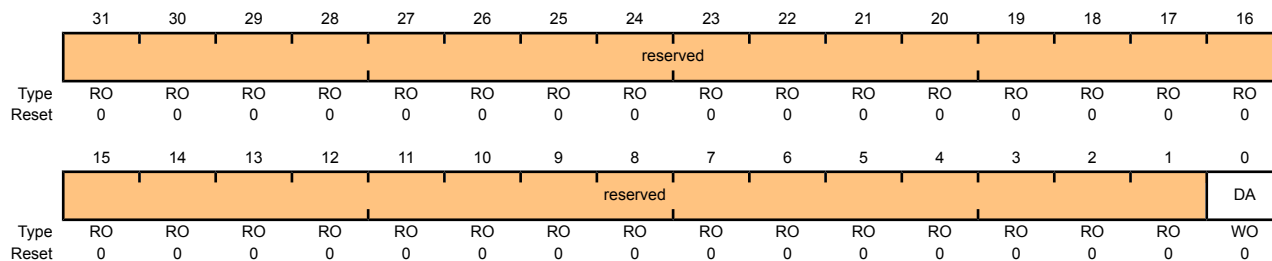 31 30 29 28 27 26 25 24 23 22 21 20 19 18 17 16
reserved
Type RO RO RO RO RO RO RO RO RO RO RO RO RO RO RO RO
Reset 0 0 0 0 0 0 0 0 0 0 0 0 0 0 0 0
15 14 13 12 11 10 9 8 7 6 5 4 3 2 1 0
reserved DA
Type RO RO RO RO RO RO RO RO RO RO RO RO RO RO RO WO
Reset 0 0 0 0 0 0 0 0 0 0 0 0 0 0 0 0